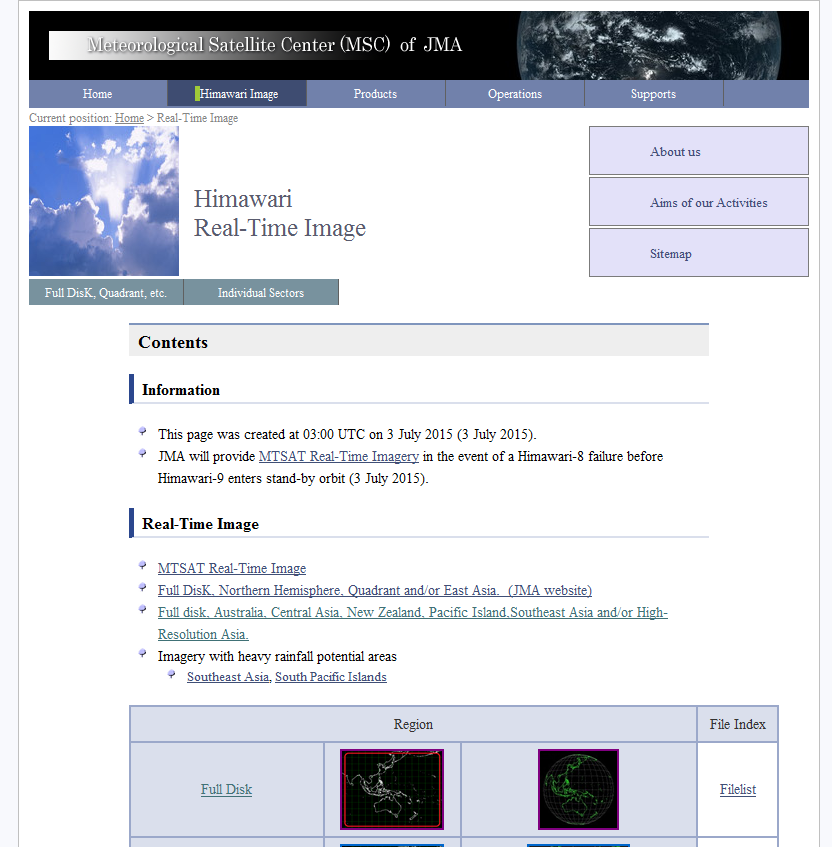 Meteorological Satellite Center (MSC) of JMA
Home
Himawari Image
Products
Operations
Supports
Current position: Home > Real-Time Image
Himawari
Real-Time Image
About us
Aims of our Activities
Sitemap
Full DisK, Quadrant, etc.
Individual Sectors
Contents
Information
This page was created at 03:00 UTC on 3 July 2015 (3 July 2015).
JMA will provide MTSAT Real-Time Imagery in the event of a Himawari-8 failure before
Himawari-9 enters stand-by orbit (3 July 2015).
Real-Time Image
MTSAT Real-Time Image
Full DisK, Northern Hemisphere, Quadrant and/or East Asia. (JMA website)
Full disk, Australia, Central Asia, New Zealand, Pacific Island,Southeast Asia and/or High-
Resolution Asia.
Imagery with heavy rainfall potential areas
Southeast Asia, South Pacific Islands
Region
File Index
Full Disk
Filelist